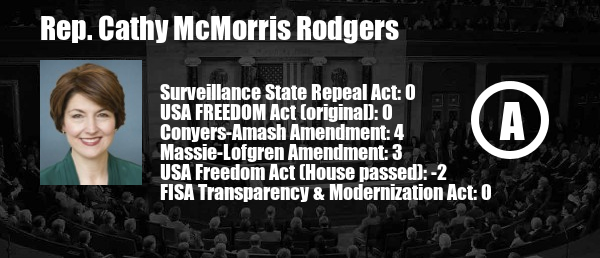 Rep. Cathy McMorris Rodgers
Surveillance State Repeal Act: 0
USA FREEDOM Act (original): 0
Conyers-Amash Amendment: 4
Massie-Lofgren Amendment: 3
USA Freedom Act (House passed): -2
FISA Transparency & Modernization Act: 0
A